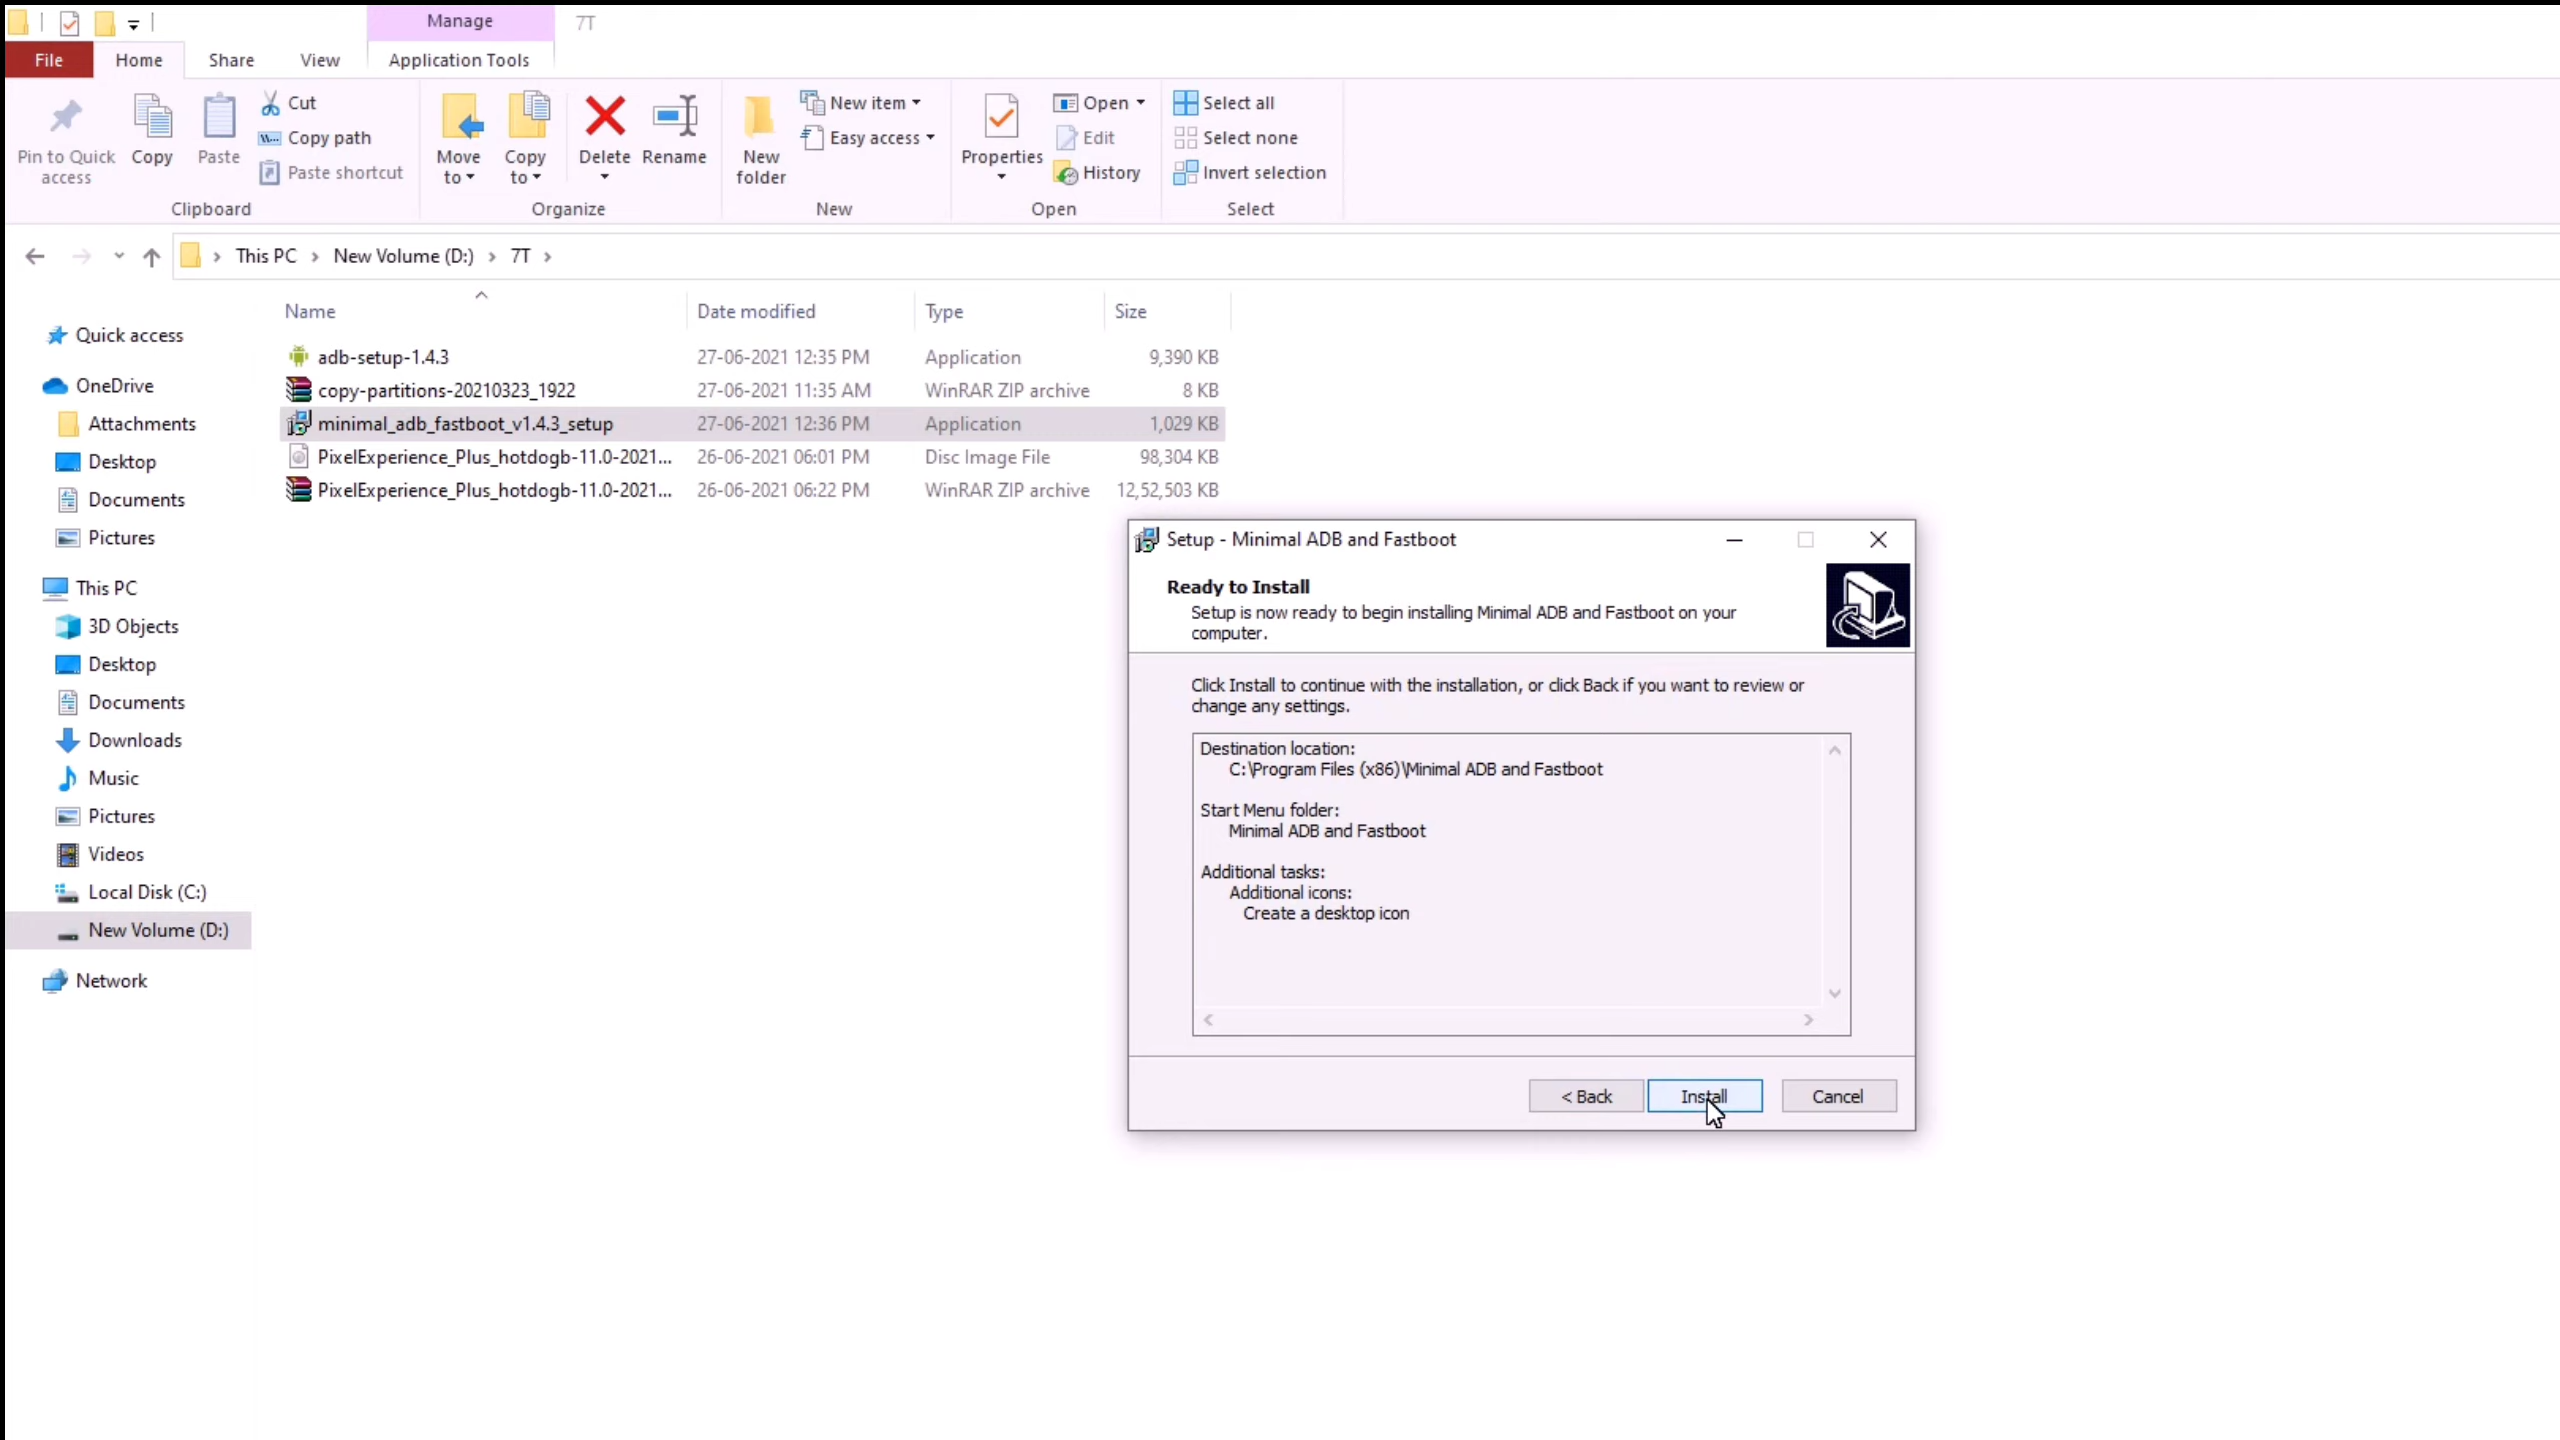 Manage
7T
File
Home
Share
View
Application Tools
Pin to Quick access
Copy
Paste
Cut
Copy path
Paste shortcut
Clipboard
Move to
Copy to
Delete
Rename
Organize
New folder
New item
Easy access
New
Properties
Open
Edit
History
Open
Select all
Select none
Invert selection
Select
This PC > New Volume (D:) > 7T >
Name Date modified Type Size
adb-setup-1.4.3 27-06-2021 12:35 PM Application 9,390 KB
copy-partitions-20210323_1922 27-06-2021 11:35 AM WinRAR ZIP archive 8 KB
minimal_adb_fastboot_v1.4.3_setup 27-06-2021 12:36 PM Application 1,029 KB
PixelExperience_Plus_hotdogb-11.0-2021... 26-06-2021 06:01 PM Disc Image File 98,304 KB
PixelExperience_Plus_hotdogb-11.0-2021... 26-06-2021 06:22 PM WinRAR ZIP archive 12,52,503 KB
Quick access
OneDrive
Attachments
Desktop
Documents
Pictures
This PC
3D Objects
Desktop
Documents
Downloads
Music
Pictures
Videos
Local Disk (C:)
New Volume (D:)
Network
Setup - Minimal ADB and Fastboot
Ready to Install
Setup is now ready to begin installing Minimal ADB and Fastboot on your
computer.
Click Install to continue with the installation, or click Back if you want to review or
change any settings.
Destination location:
C:\Program Files (x86)\Minimal ADB and Fastboot
Start Menu folder:
Minimal ADB and Fastboot
Additional tasks:
Additional icons:
Create a desktop icon
< Back
Install
Cancel